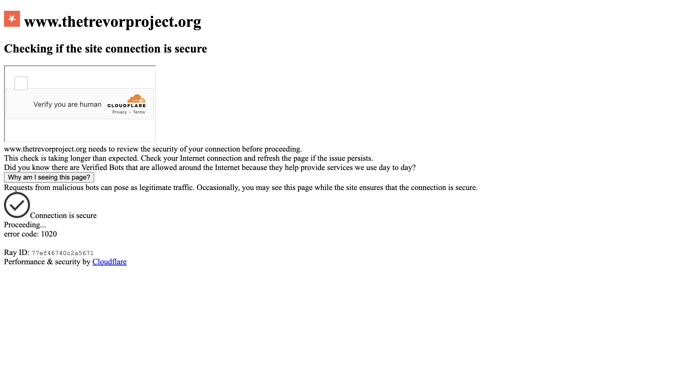 www.thetrevorproject.org
Checking if the site connection is secure
Verify you are human
CLOUDFLARE
Privacy - Terms
www.thetrevorproject.org needs to review the security of your connection before proceeding.
This check is taking longer than expected. Check your Internet connection and refresh the page if the issue persists.
Did you know there are Verified Bots that are allowed around the Internet because they help provide services we use day to day?
Why am I seeing this page?
Requests from malicious bots can pose as legitimate traffic. Occasionally, you may see this page while the site ensures that the connection is secure.
Connection is secure
Proceeding...
error code: 1020
Ray ID: 77ef46740c2a5671
Performance & security by Cloudflare